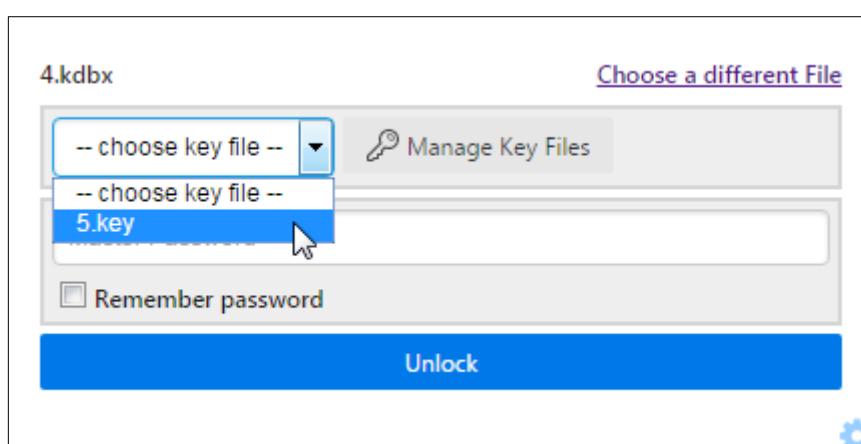 4.kdbx Choose a different File
-- choose key file -- Manage Key Files
-- choose key file --
5.key
Remember password
Unlock